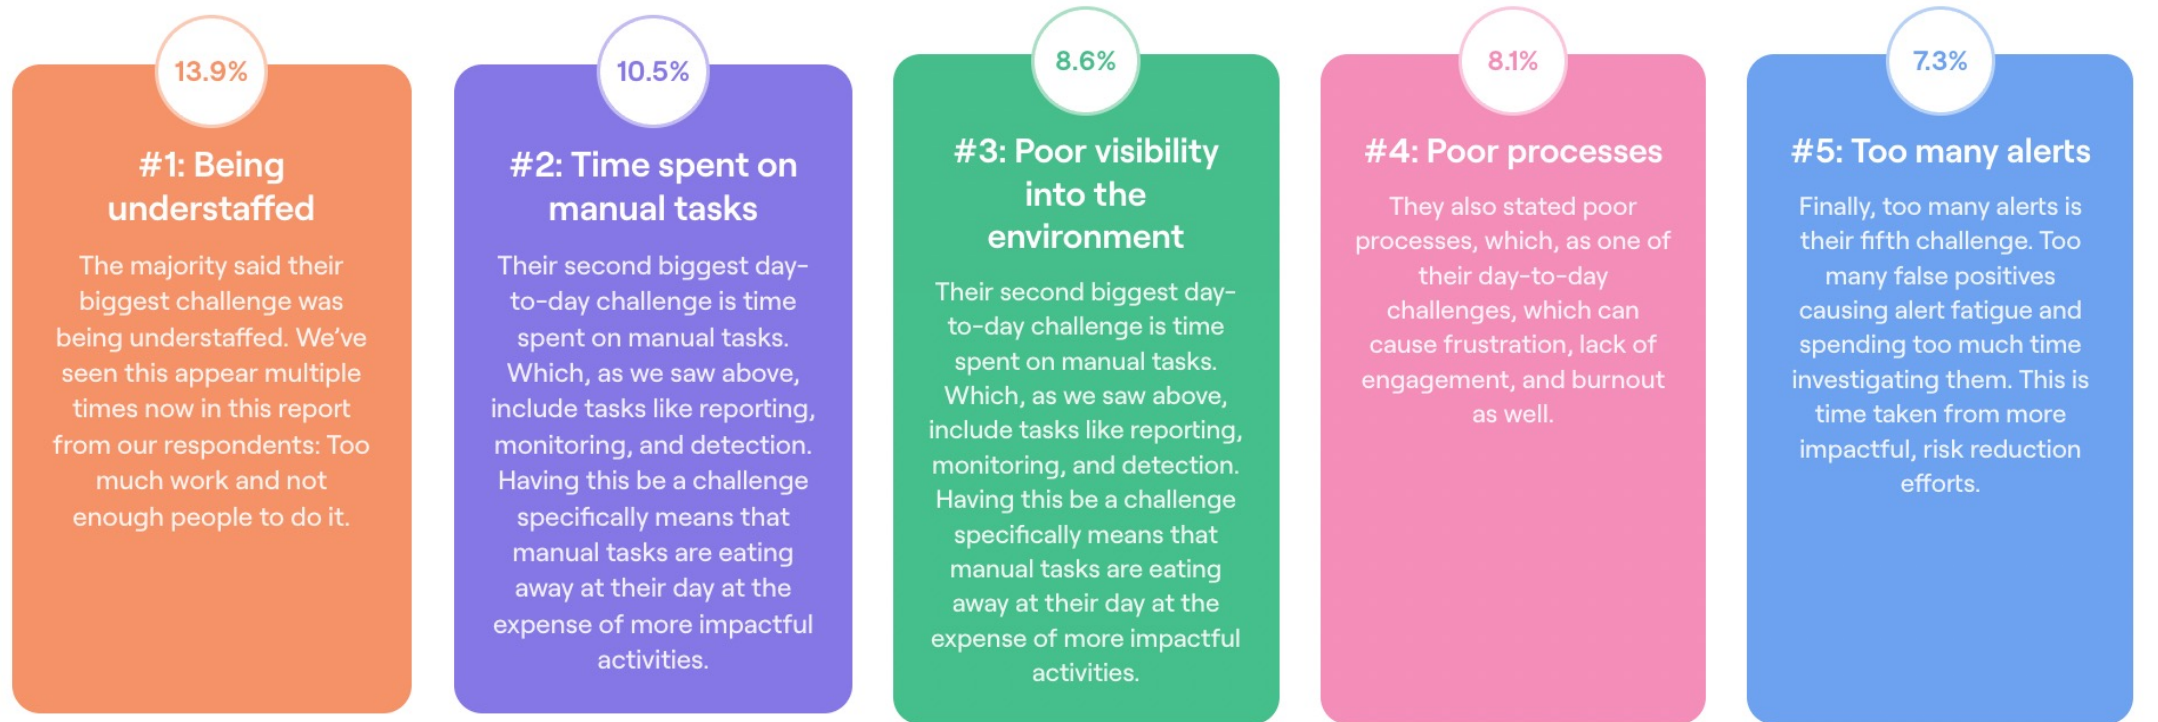 13.9%
#1: Being
understaffed
The majority said their
biggest challenge was
being understaffed. We’ve
seen this appear multiple
times now in this report
from our respondents: Too
much work and not
enough people to do it.
10.5%
#2: Time spent on
manual tasks
Their second biggest day-
to-day challenge is time
spent on manual tasks.
Which, as we saw above,
include tasks like reporting,
monitoring, and detection.
Having this be a challenge
specifically means that
manual tasks are eating
away at their day at the
expense of more impactful
activities.
8.6%
#3: Poor visibility
into the
environment
Their second biggest day-
to-day challenge is time
spent on manual tasks.
Which, as we saw above,
include tasks like reporting,
monitoring, and detection.
Having this be a challenge
specifically means that
manual tasks are eating
away at their day at the
expense of more impactful
activities.
8.1%
#4: Poor processes
They also stated poor
processes, which, as one of
their day-to-day
challenges, which can
cause frustration, lack of
engagement, and burnout
as well.
7.3%
#5: Too many alerts
Finally, too many alerts is
their fifth challenge. Too
many false positives
causing alert fatigue and
spending too much time
investigating them. This is
time taken from more
impactful, risk reduction
efforts.